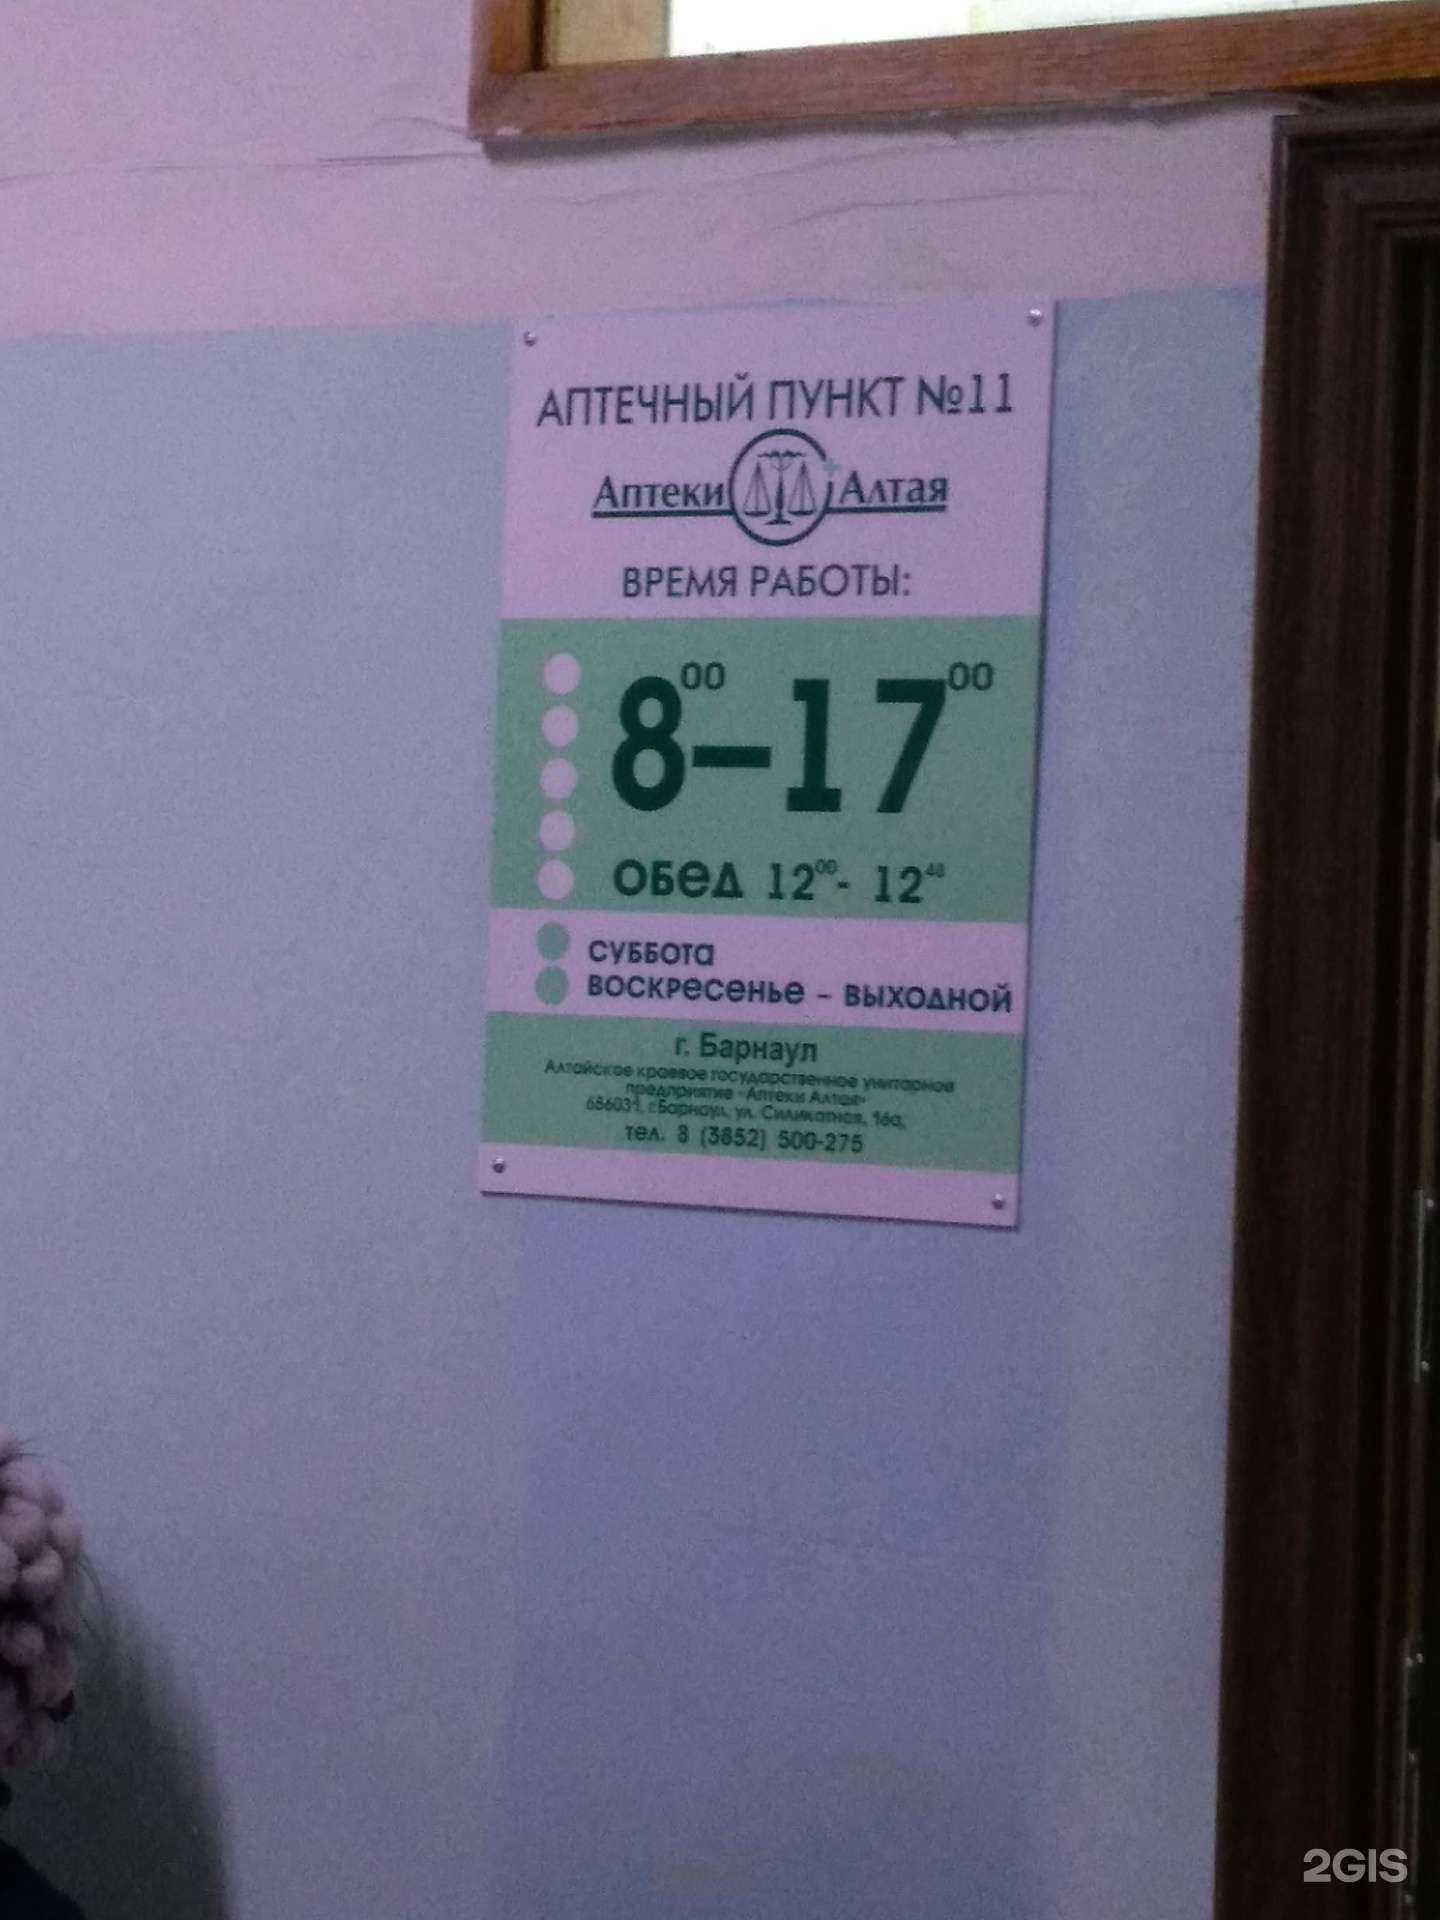 АПТЕЧНЫЙ ПУНКТ №11
Аптеки Алтая
ВРЕМЯ РАБОТЫ:
8⁰⁰–17⁰⁰
ОБЕД 12⁰⁰- 12⁴⁸
СУББОТА
ВОСКРЕСЕНЬЕ – ВЫХОДНОЙ
г. Барнаул
Алтайское краевое государственное унитарное
предприятие «Аптеки Алтая»
656031, г.Барнаул, ул. Силикатная, 16а,
тел. 8 (3852) 500-275
2GIS